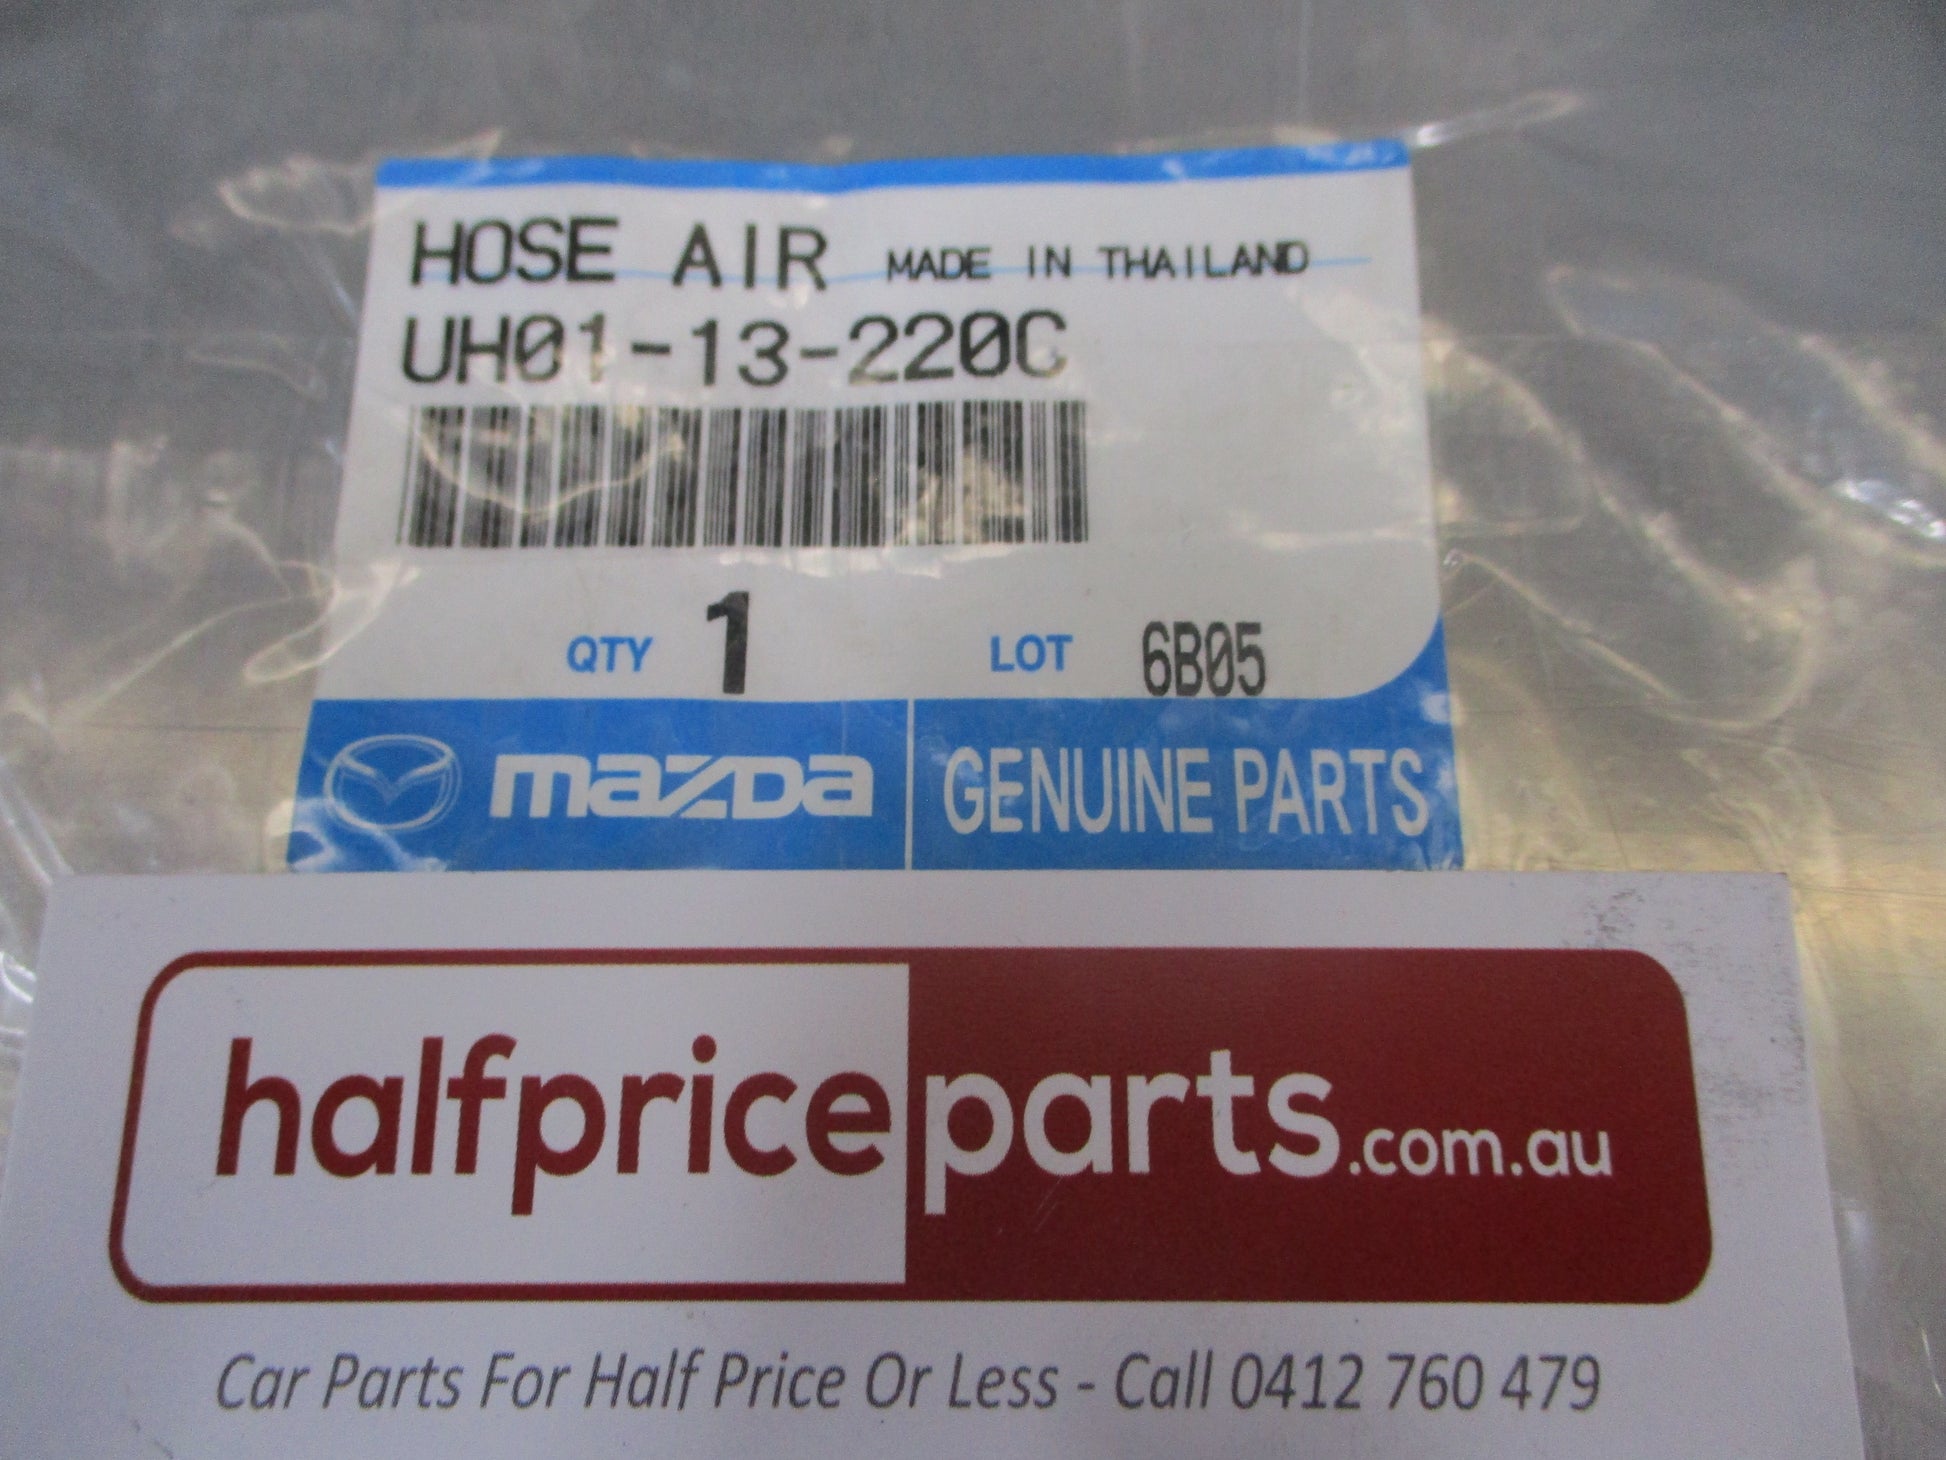 HOSE AIR MADE IN THAILAND
UH01-13-220C
QTY 1 LOT 6B05
mazda GENUINE PARTS
halfpriceparts.com.au
Car Parts For Half Price Or Less - Call 0412 760 479